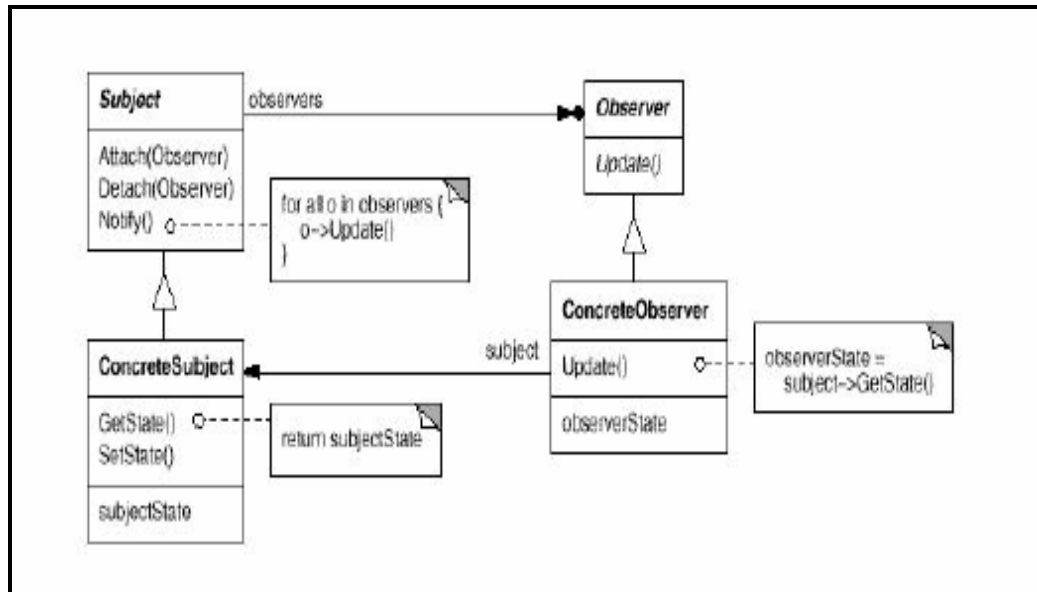 Subject
Attach(Observer)
Detach(Observer)
Notify()
observers
for all o in observers {
o->Update()
}
Observer
Update()
ConcreteSubject
GetState()
SetState()
subjectState
return subjectState
subject
ConcreteObserver
Update()
observerState
observerState =
subject->GetState()